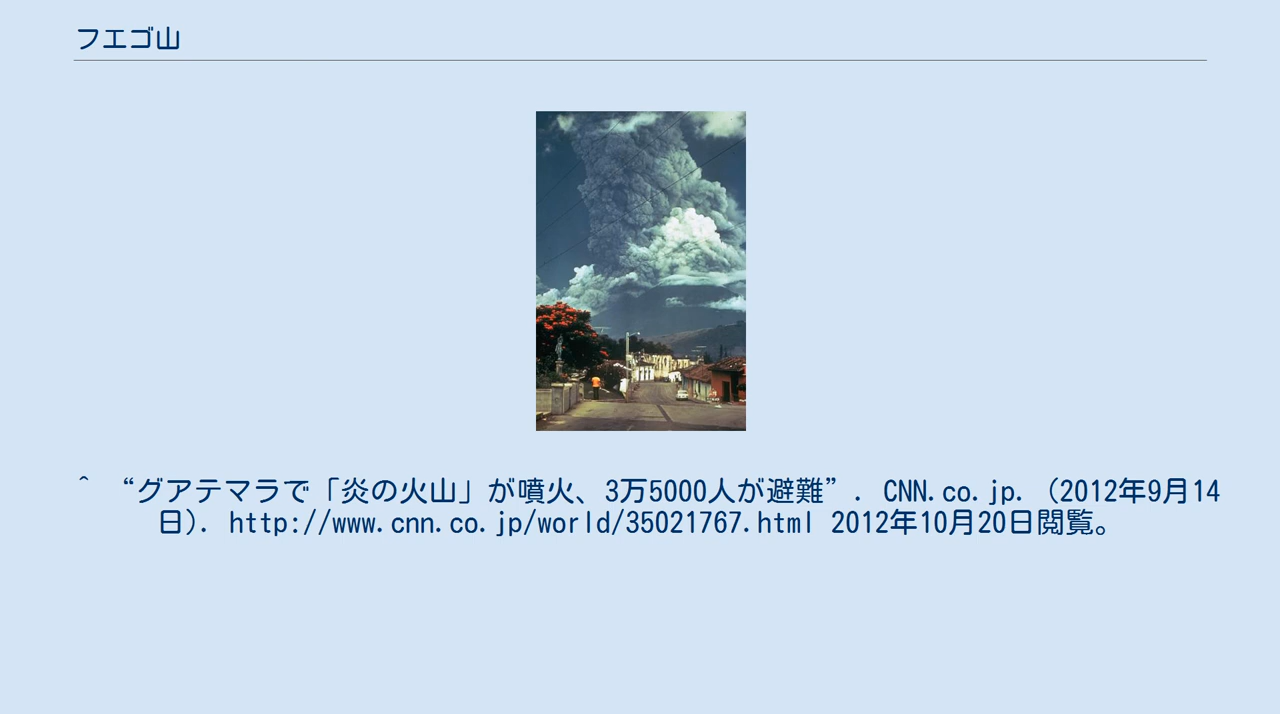 フエゴ山
^ “グアテマラで「炎の火山」が噴火、3万5000人が避難”. CNN.co.jp. (2012年9月14
日). http://www.cnn.co.jp/world/35021767.html 2012年10月20日閲覧。